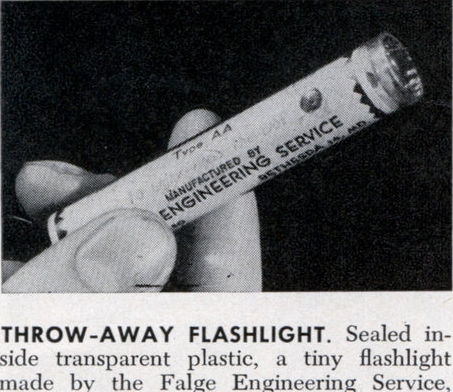 Type AA
MANUFACTURED BY
ENGINEERING SERVICE
BETHESDA 14, MD.
THROW-AWAY FLASHLIGHT. Sealed in-
side transparent plastic, a tiny flashlight
made by the Falge Engineering Service,